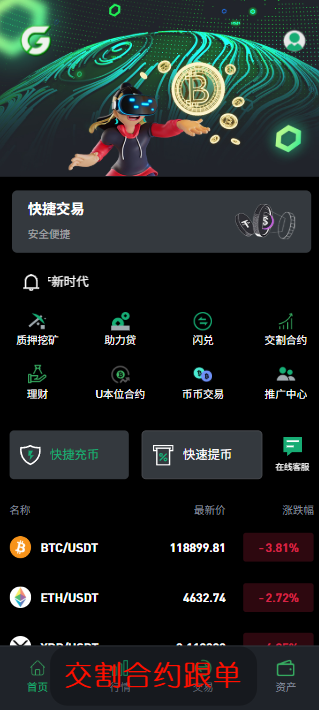 快捷交易
安全便捷
新时代
质押挖矿 助力贷 闪兑 交割合约
理财 U本位合约 币币交易 推广中心
快捷充币 快速提币 在线客服
名称 最新价 涨跌幅
BTC/USDT 118899.81 -3.81%
ETH/USDT 4632.74 -2.72%
首页 行情 交易 资产
交割合约跟单